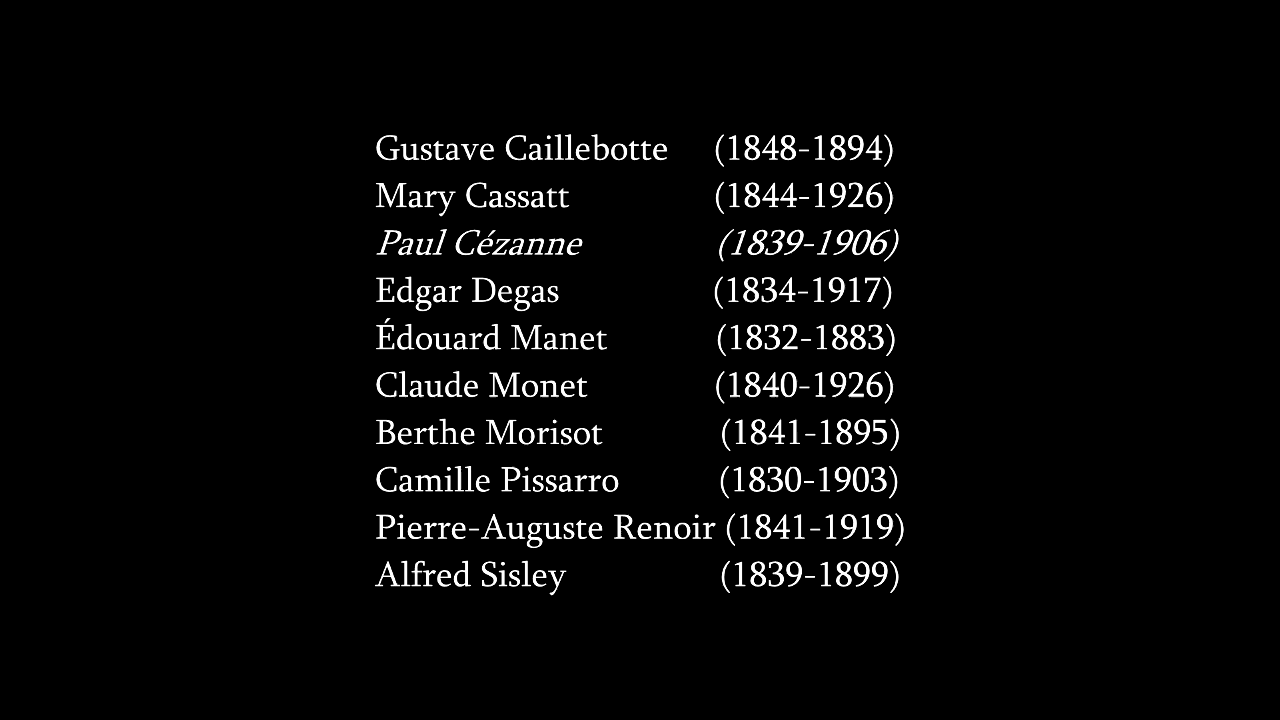 Gustave Caillebotte (1848-1894)
Mary Cassatt (1844-1926)
Paul Cézanne (1839-1906)
Edgar Degas (1834-1917)
Édouard Manet (1832-1883)
Claude Monet (1840-1926)
Berthe Morisot (1841-1895)
Camille Pissarro (1830-1903)
Pierre-Auguste Renoir (1841-1919)
Alfred Sisley (1839-1899)